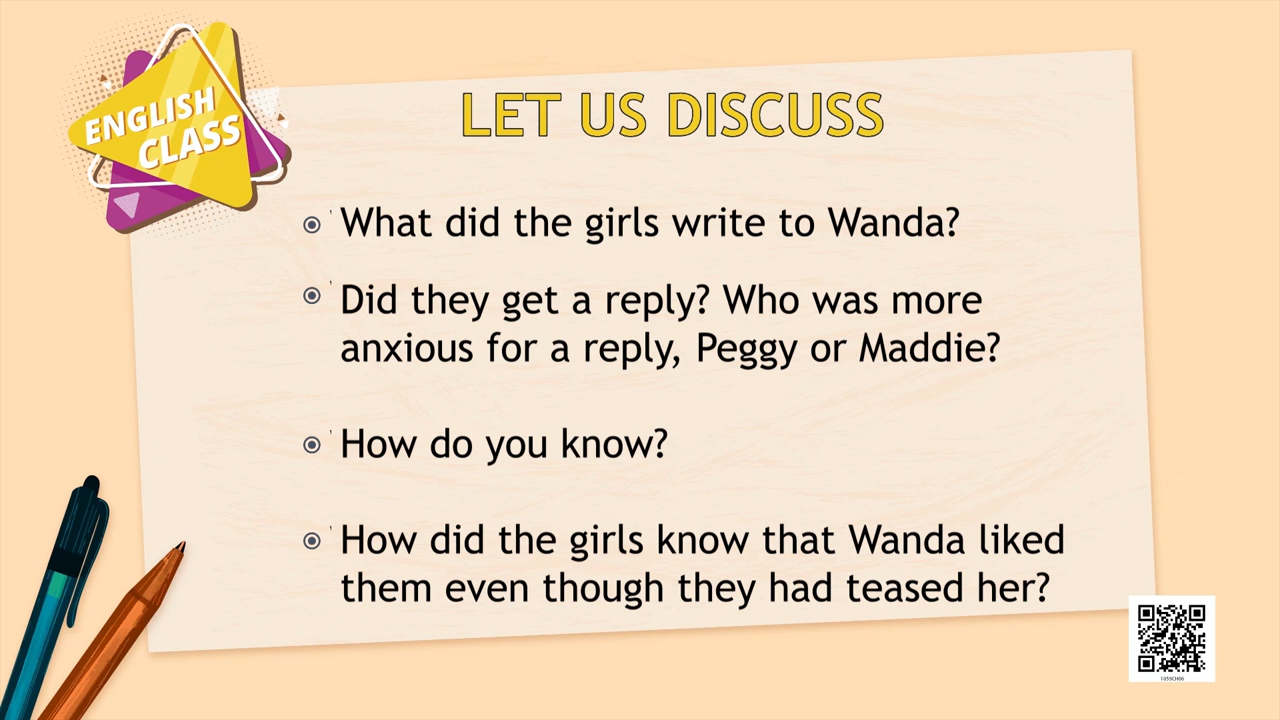 ENGLISH
CLASS
LET US DISCUSS
What did the girls write to Wanda?
Did they get a reply? Who was more
anxious for a reply, Peggy or Maddie?
How do you know?
How did the girls know that Wanda liked
them even though they had teased her?
1059CH06